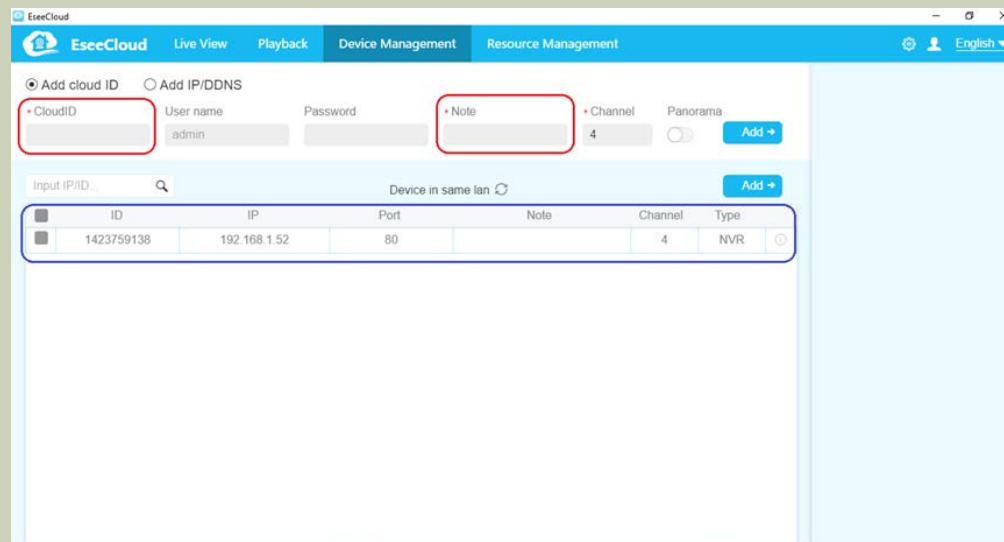 EseeCloud
EseeCloud Live View Playback Device Management Resource Management English
Add cloud ID Add IP/DDNS
* CloudID User name Password * Note * Channel Panorama
admin 4 Add →
Input IP/ID... Device in same lan Add →
ID IP Port Note Channel Type
1423759138 192.168.1.52 80 4 NVR